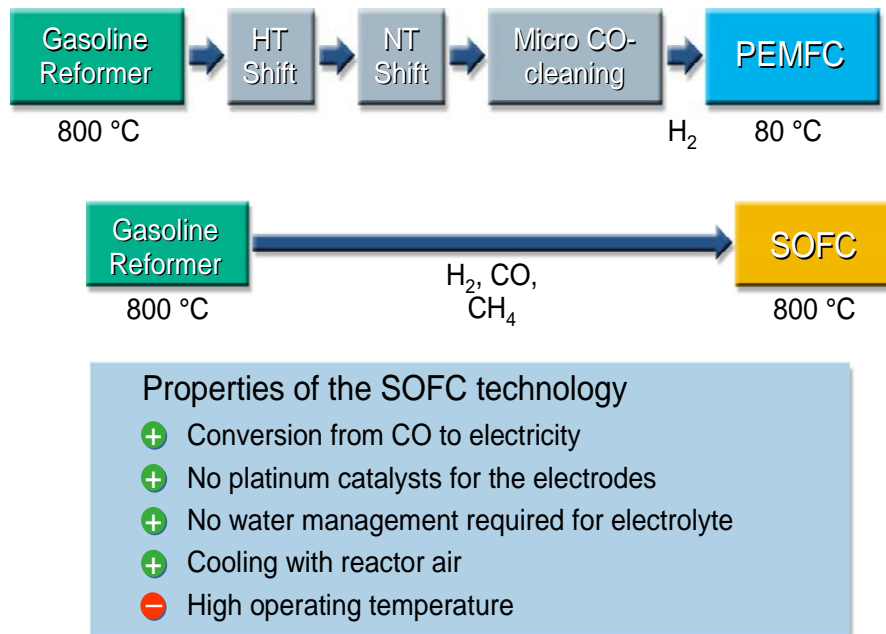 Gasoline
Reformer
HT
Shift
NT
Shift
Micro CO-
cleaning
PEMFC
800 °C
H₂
80 °C
Gasoline
Reformer
SOFC
H₂, CO,
CH₄
800 °C
800 °C
Properties of the SOFC technology
+ Conversion from CO to electricity
+ No platinum catalysts for the electrodes
+ No water management required for electrolyte
+ Cooling with reactor air
− High operating temperature